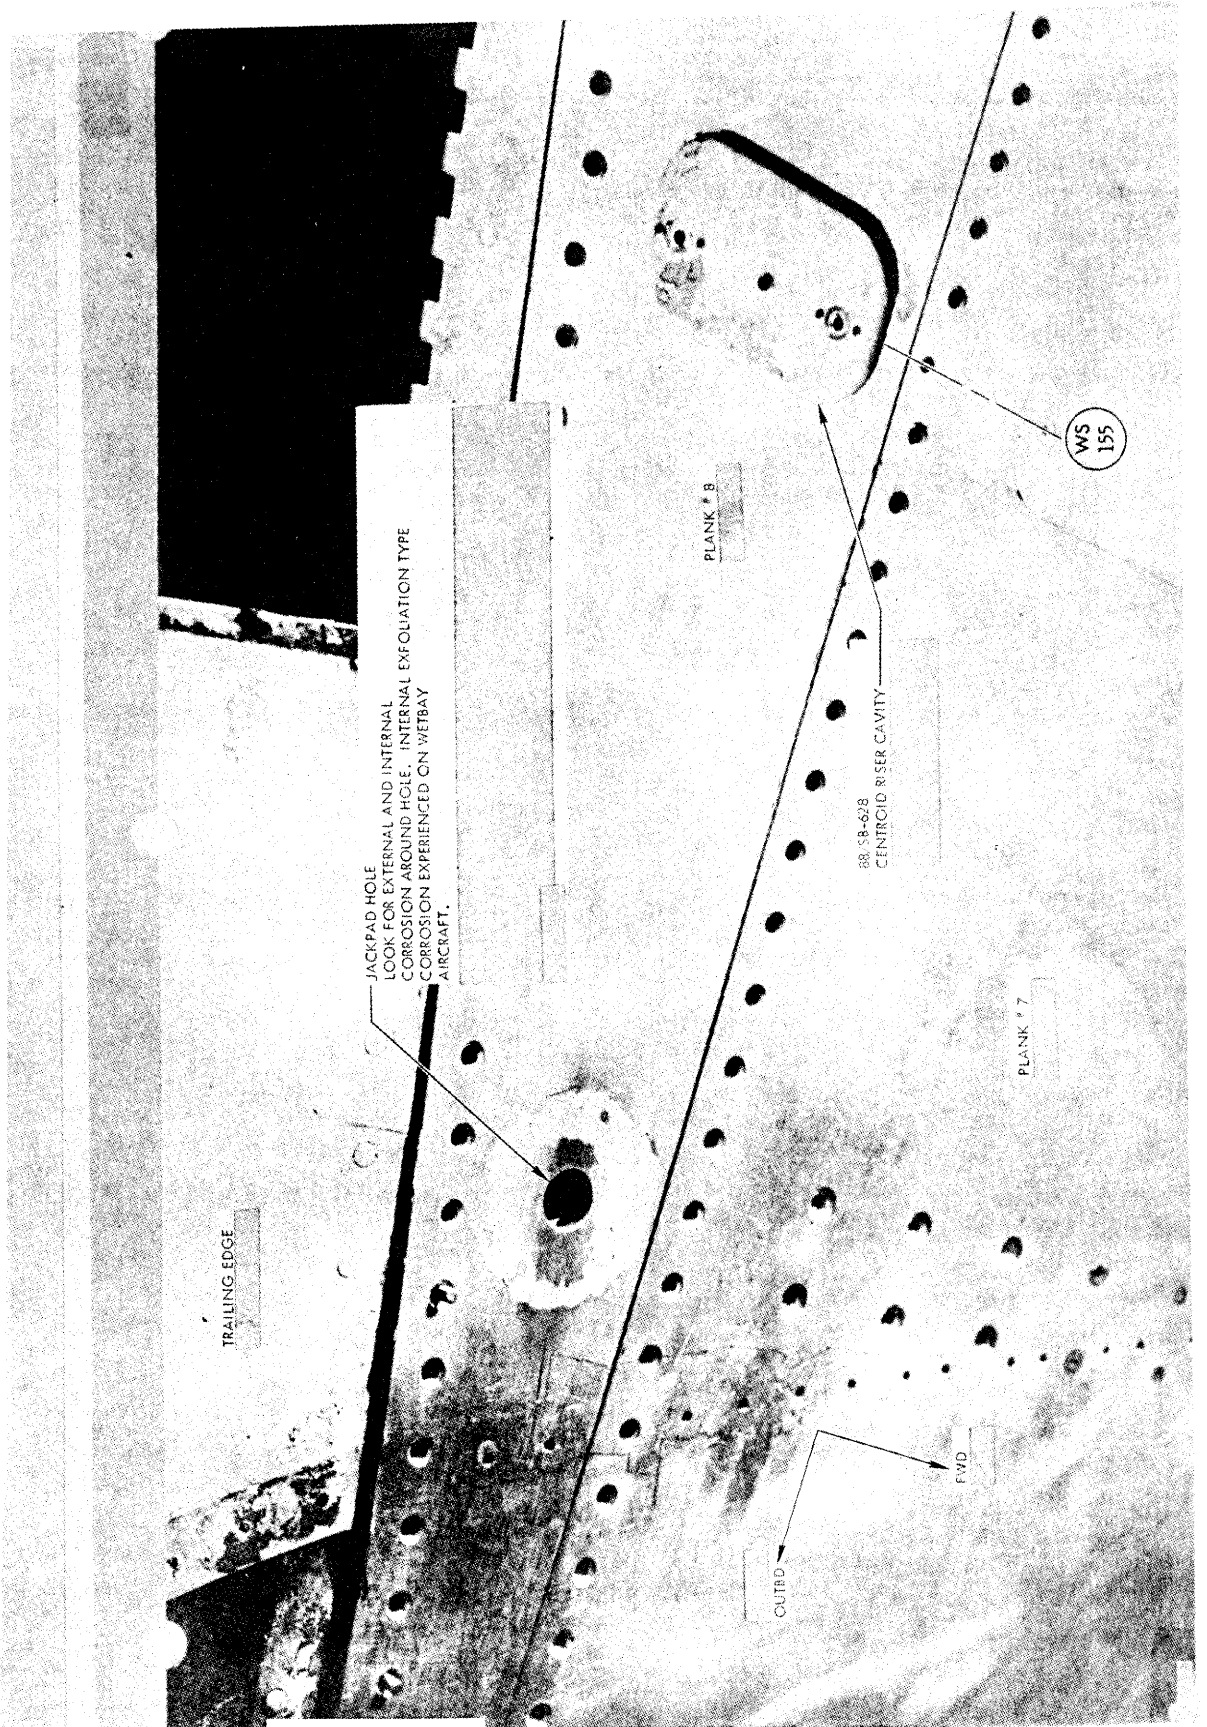 JACKPAD HOLE
LOOK FOR EXTERNAL AND INTERNAL
CORROSION AROUND HOLE. INTERNAL EXFOLIATION TYPE
CORROSION EXPERIENCED ON WETBAY
AIRCRAFT.
TRAILING EDGE
PLANK # 8
WS
155
88/SB-628
CENTROID RISER CAVITY
PLANK # 7
OUTBD
FWD